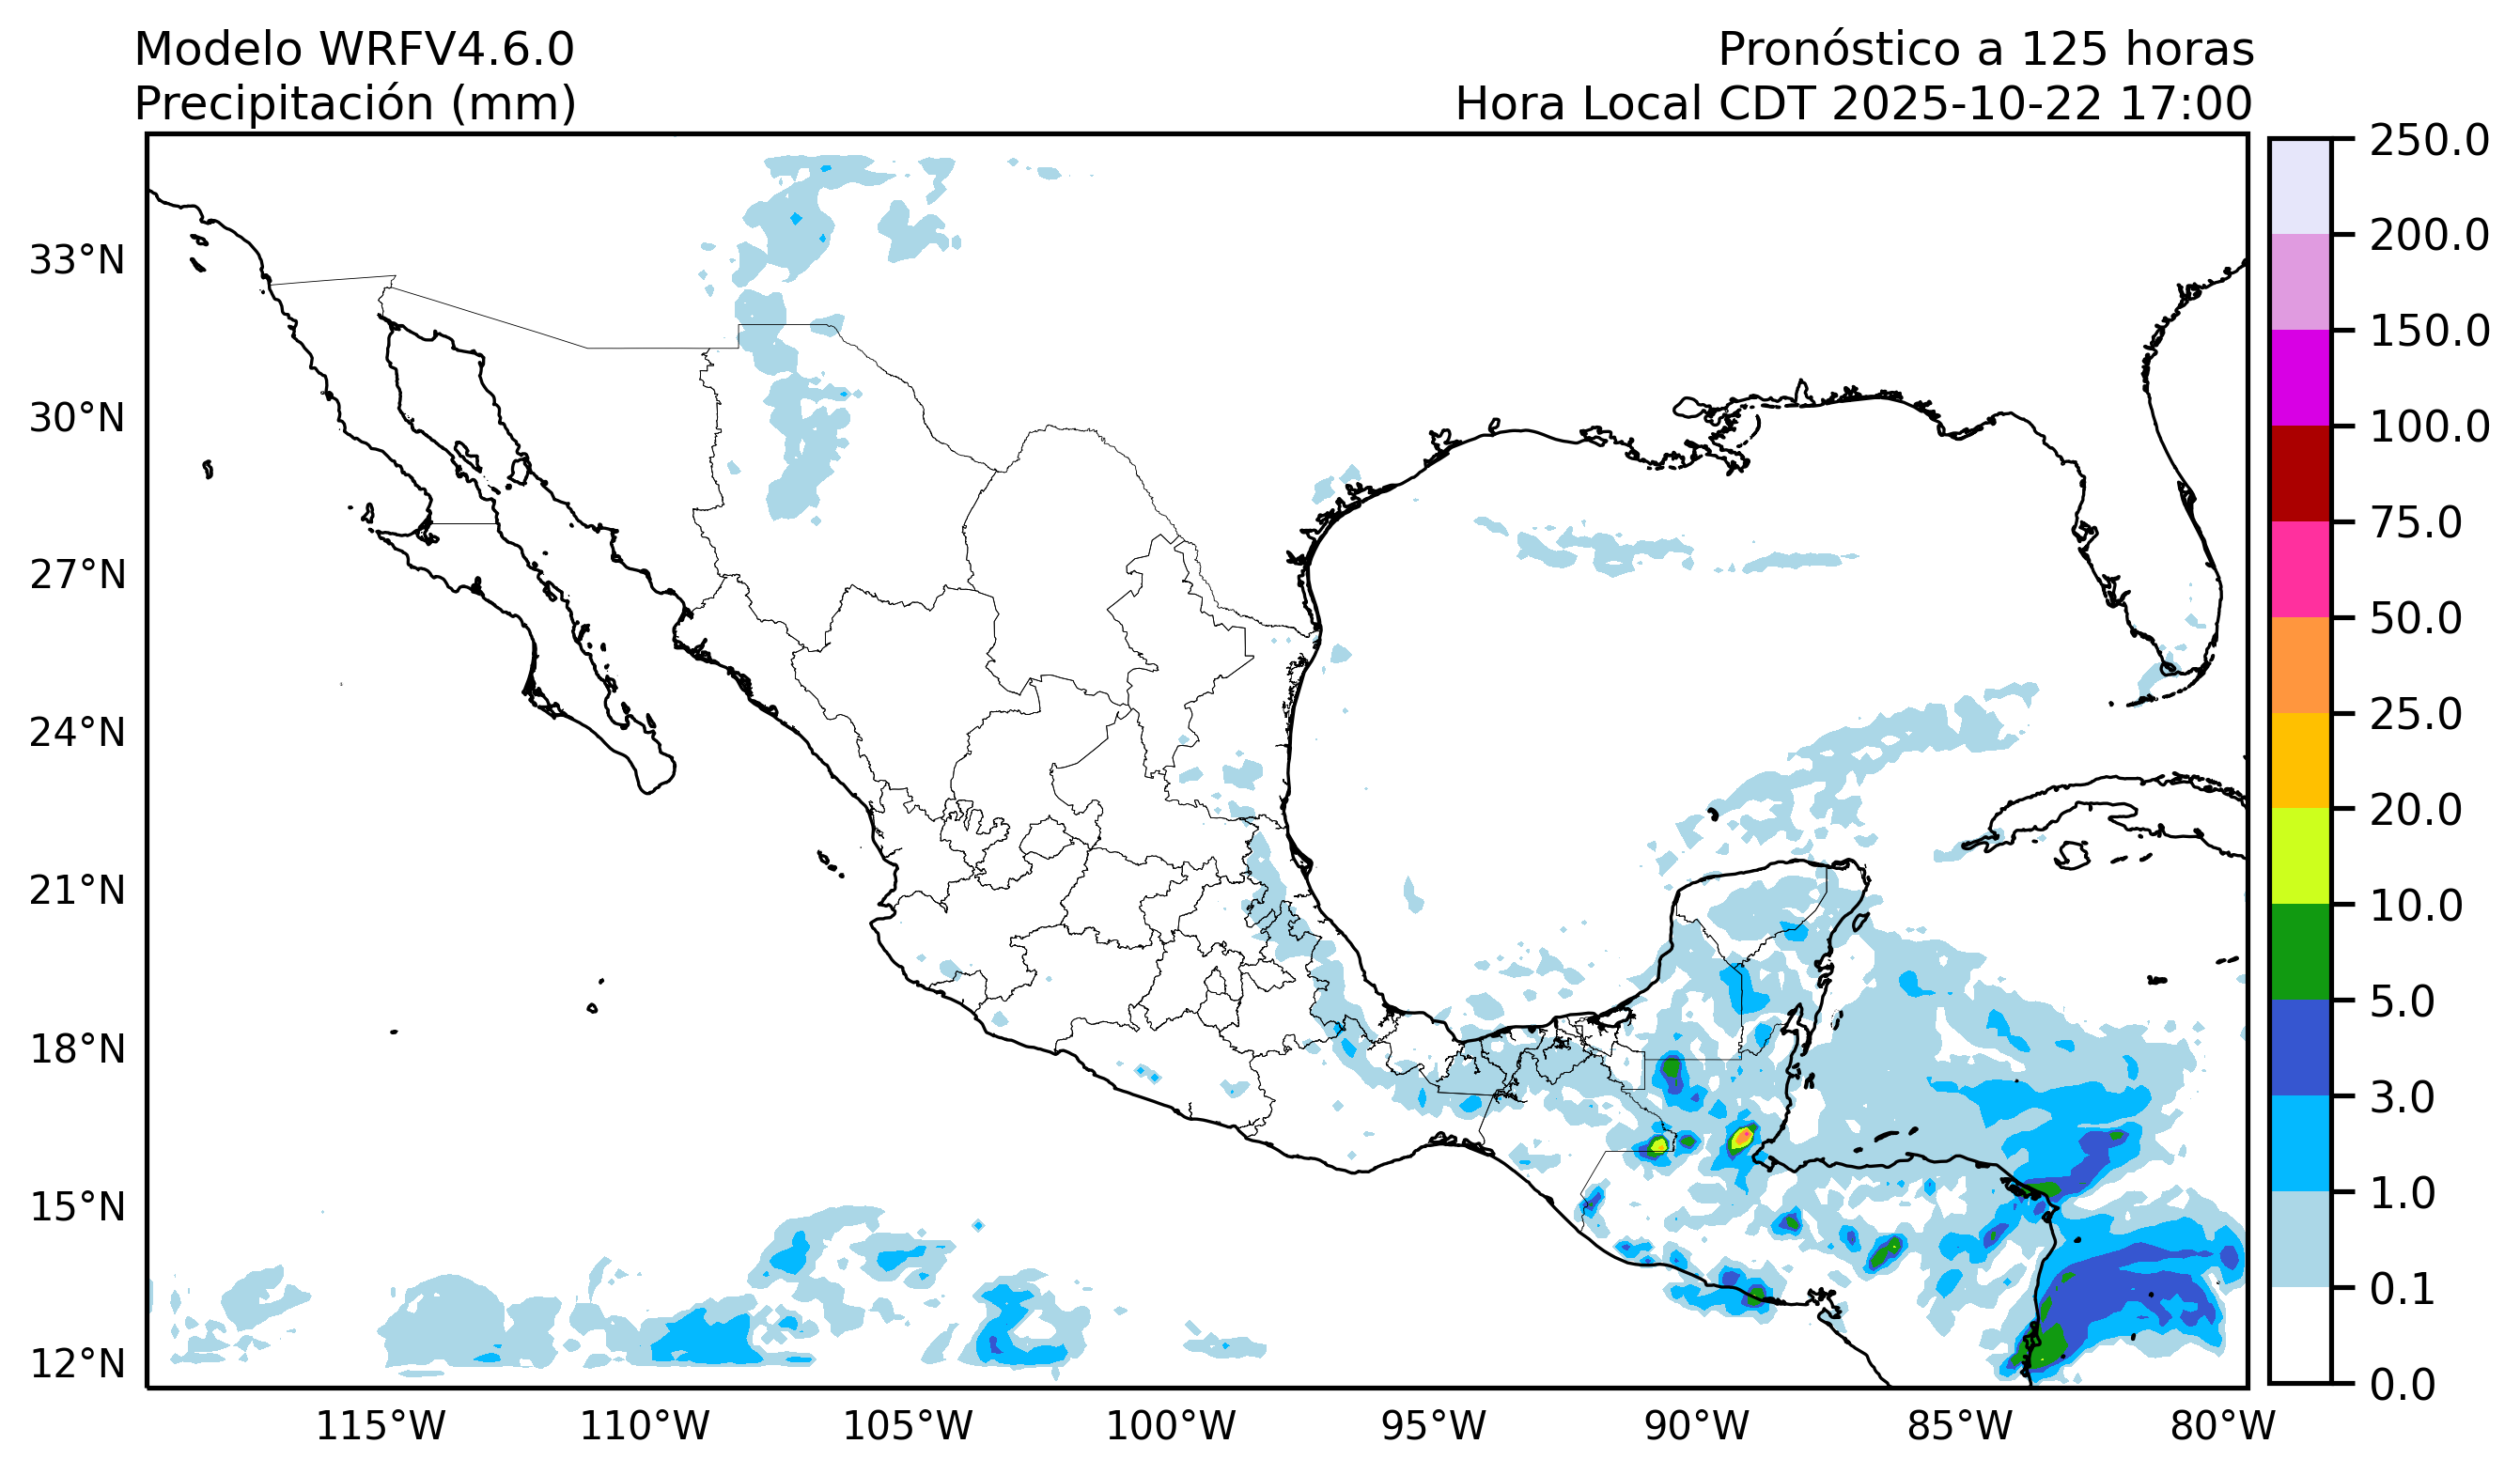 Modelo WRFV4.6.0
Precipitación (mm)
Pronóstico a 125 horas
Hora Local CDT 2025-10-22 17:00
33°N
30°N
27°N
24°N
21°N
18°N
15°N
12°N
115°W
110°W
105°W
100°W
95°W
90°W
85°W
80°W
250.0
200.0
150.0
100.0
75.0
50.0
25.0
20.0
10.0
5.0
3.0
1.0
0.1
0.0